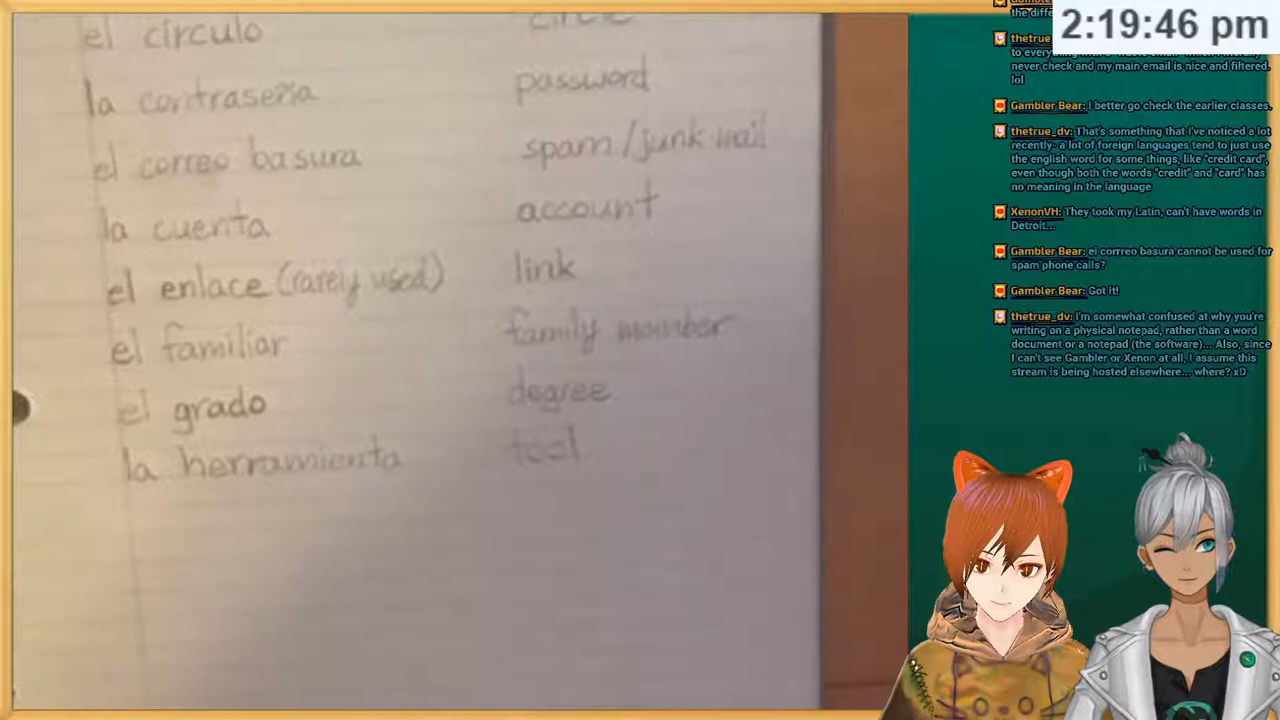 2:19:46 pm
el circulo circle
la contraseña password
el correo basura spam/junk mail
la cuenta account
el enlace (rarely used) link
el familiar family member
el grado degree
la herramienta tool
the diffe
thetrue_
to everyt
never check and my main email is nice and filtered.
lol
Gambler Bear: I better go check the earlier classes.
thetrue_dv: That's something that I've noticed a lot
recently- a lot of foreign languages tend to just use
the english word for some things, like "credit card",
even though both the words "credit" and "card" has
no meaning in the language
XenonVH: They took my Latin, can't have words in
Detroit...
Gambler Bear: el corrreo basura cannot be used for
spam phone calls?
Gambler Bear: Got it!
thetrue_dv: I'm somewhat confused at why you're
writing on a physical notepad, rather than a word
document or a notepad (the software)... Also, since
I can't see Gambler or Xenon at all, I assume this
stream is being hosted elsewhere... where? xD